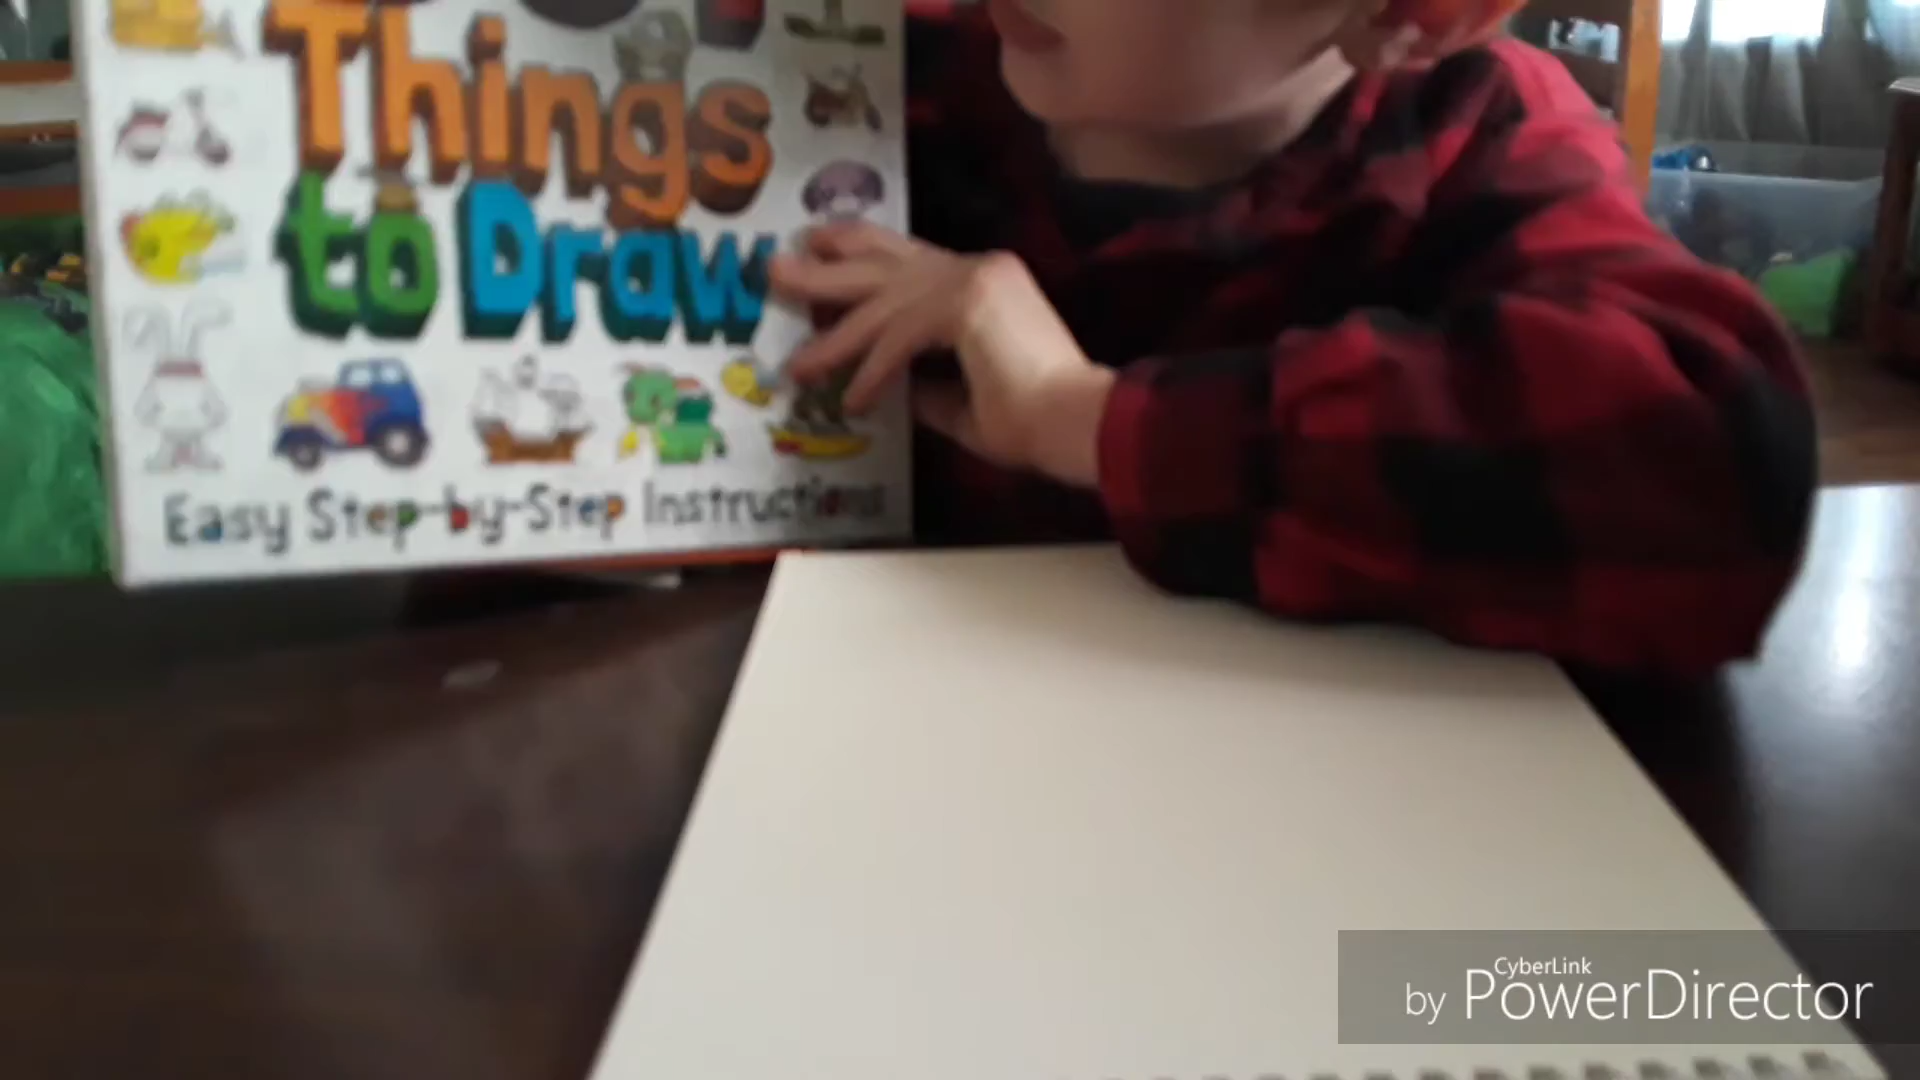 Things
to Draw
Easy Step-by-Step Instructions
CyberLink
by PowerDirector